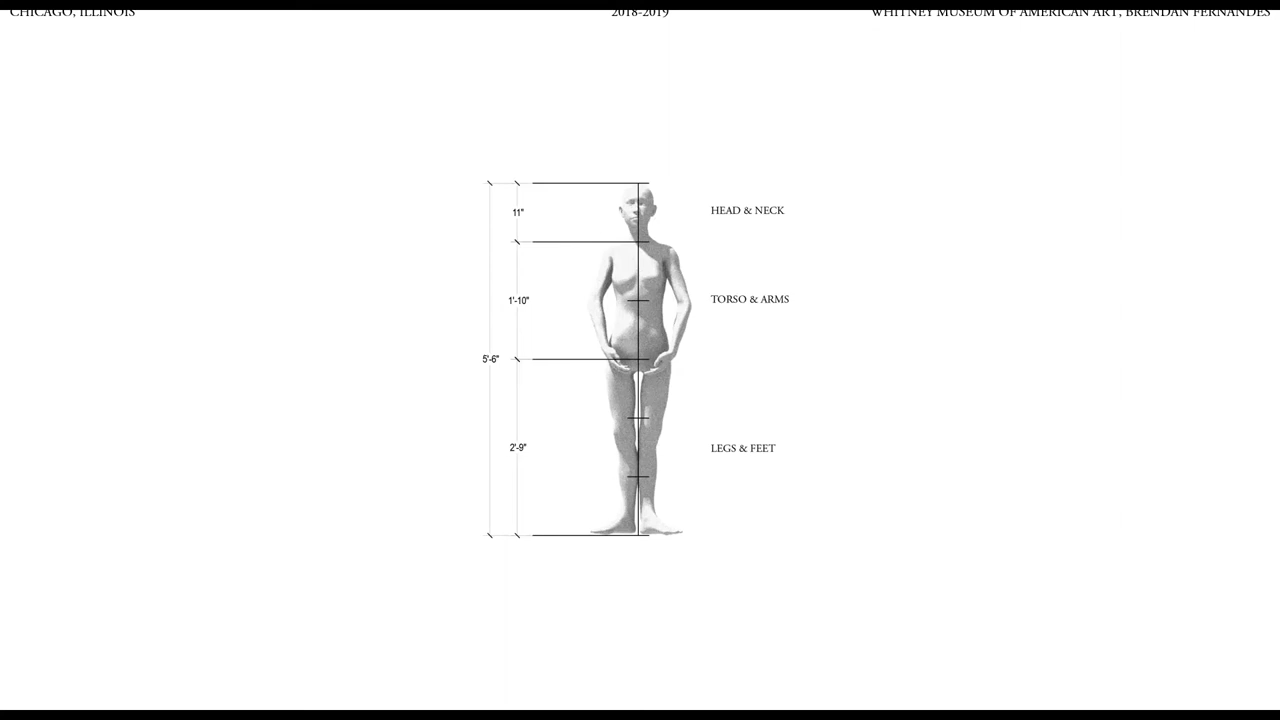 CHICAGO, ILLINOIS
2018-2019
WHITNEY MUSEUM OF AMERICAN ART, BRENDAN FERNANDES
11"
HEAD & NECK
1'-10"
TORSO & ARMS
5'-6"
2'-9"
LEGS & FEET